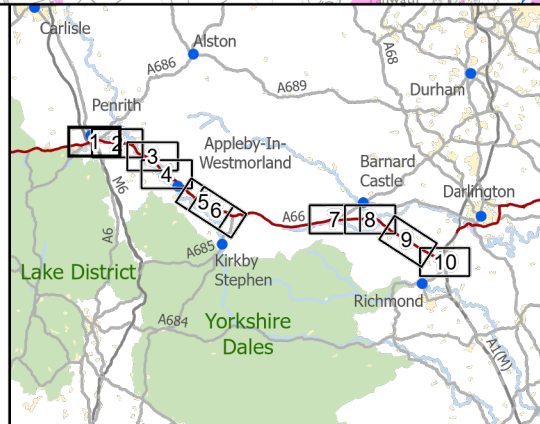 Carlisle
Alston
A68
A686
A689
Durham
Penrith
1
2
3
4
Appleby-In-
Westmorland
Barnard
Castle
Darlington
M6
5
6
A66
7
8
9
10
A6
A685
Kirkby
Stephen
Lake District
Richmond
A684
Yorkshire
Dales
A1(M)